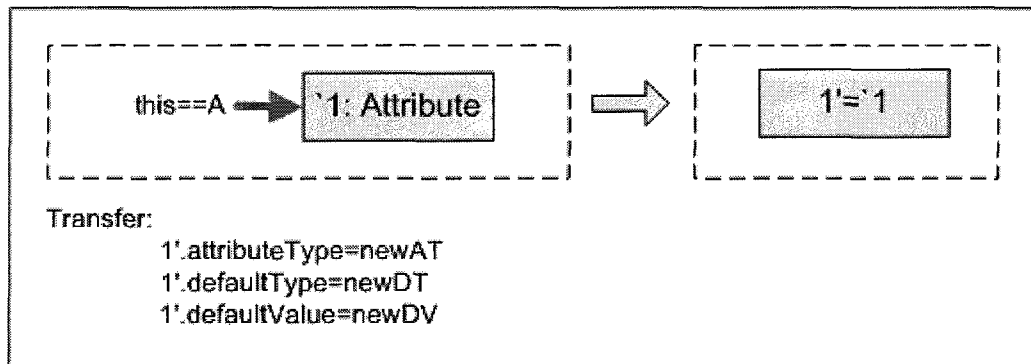 this==A
`1: Attribute
1'=`1
Transfer:
1'.attributeType=newAT
1'.defaultType=newDT
1'.defaultValue=newDV